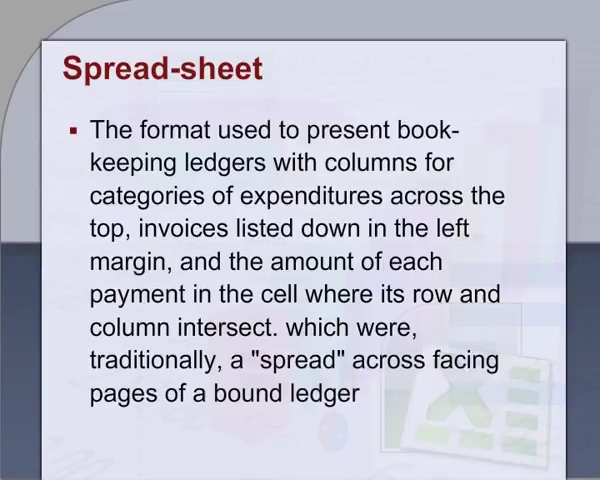 Spread-sheet
The format used to present book-
keeping ledgers with columns for
categories of expenditures across the
top, invoices listed down in the left
margin, and the amount of each
payment in the cell where its row and
column intersect. which were,
traditionally, a "spread" across facing
pages of a bound ledger